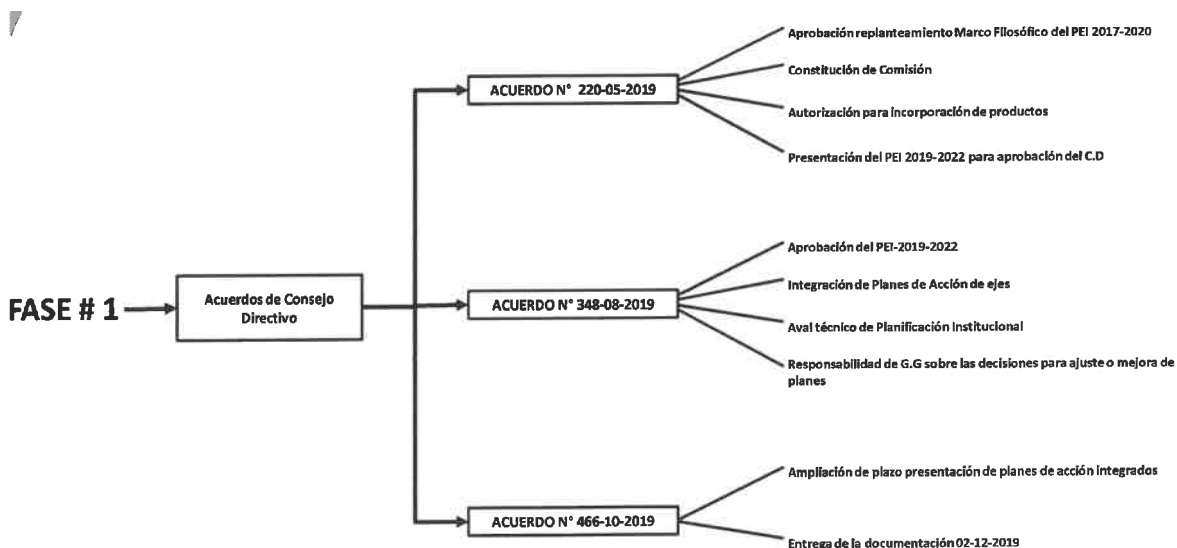 FASE # 1
Acuerdos de Consejo
Directivo
ACUERDO N° 220-05-2019
Aprobación replanteamiento Marco Filosófico del PEI 2017-2020
Constitución de Comisión
Autorización para incorporación de productos
Presentación del PEI 2019-2022 para aprobación del C.D
ACUERDO N° 348-08-2019
Aprobación del PEI-2019-2022
Integración de Planes de Acción de ejes
Aval técnico de Planificación Institucional
Responsabilidad de G.G sobre las decisiones para ajuste o mejora de
planes
ACUERDO N° 466-10-2019
Ampliación de plazo presentación de planes de acción integrados
Entrega de la documentación 02-12-2019